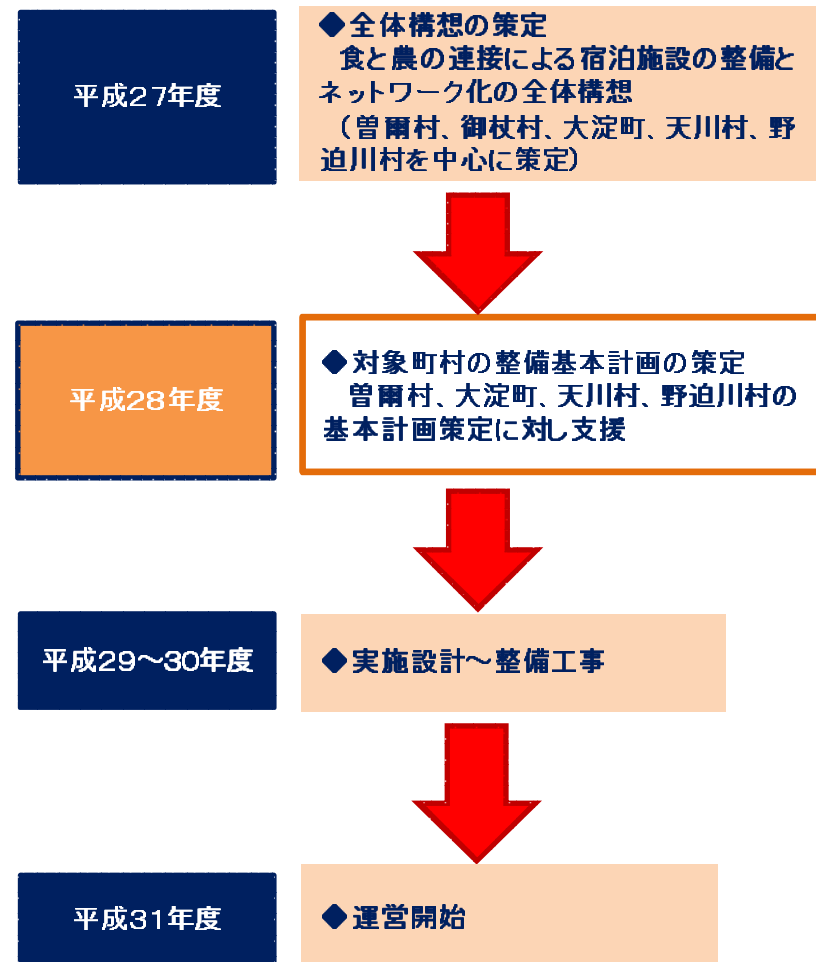 平成27年度
◆全体構想の策定
食と農の連接による宿泊施設の整備と
ネットワーク化の全体構想
（曽爾村、御杖村、大淀町、天川村、野
迫川村を中心に策定）
平成28年度
◆対象町村の整備基本計画の策定
曽爾村、大淀町、天川村、野迫川村の
基本計画策定に対し支援
平成29～30年度
◆実施設計～整備工事
平成31年度
◆運営開始